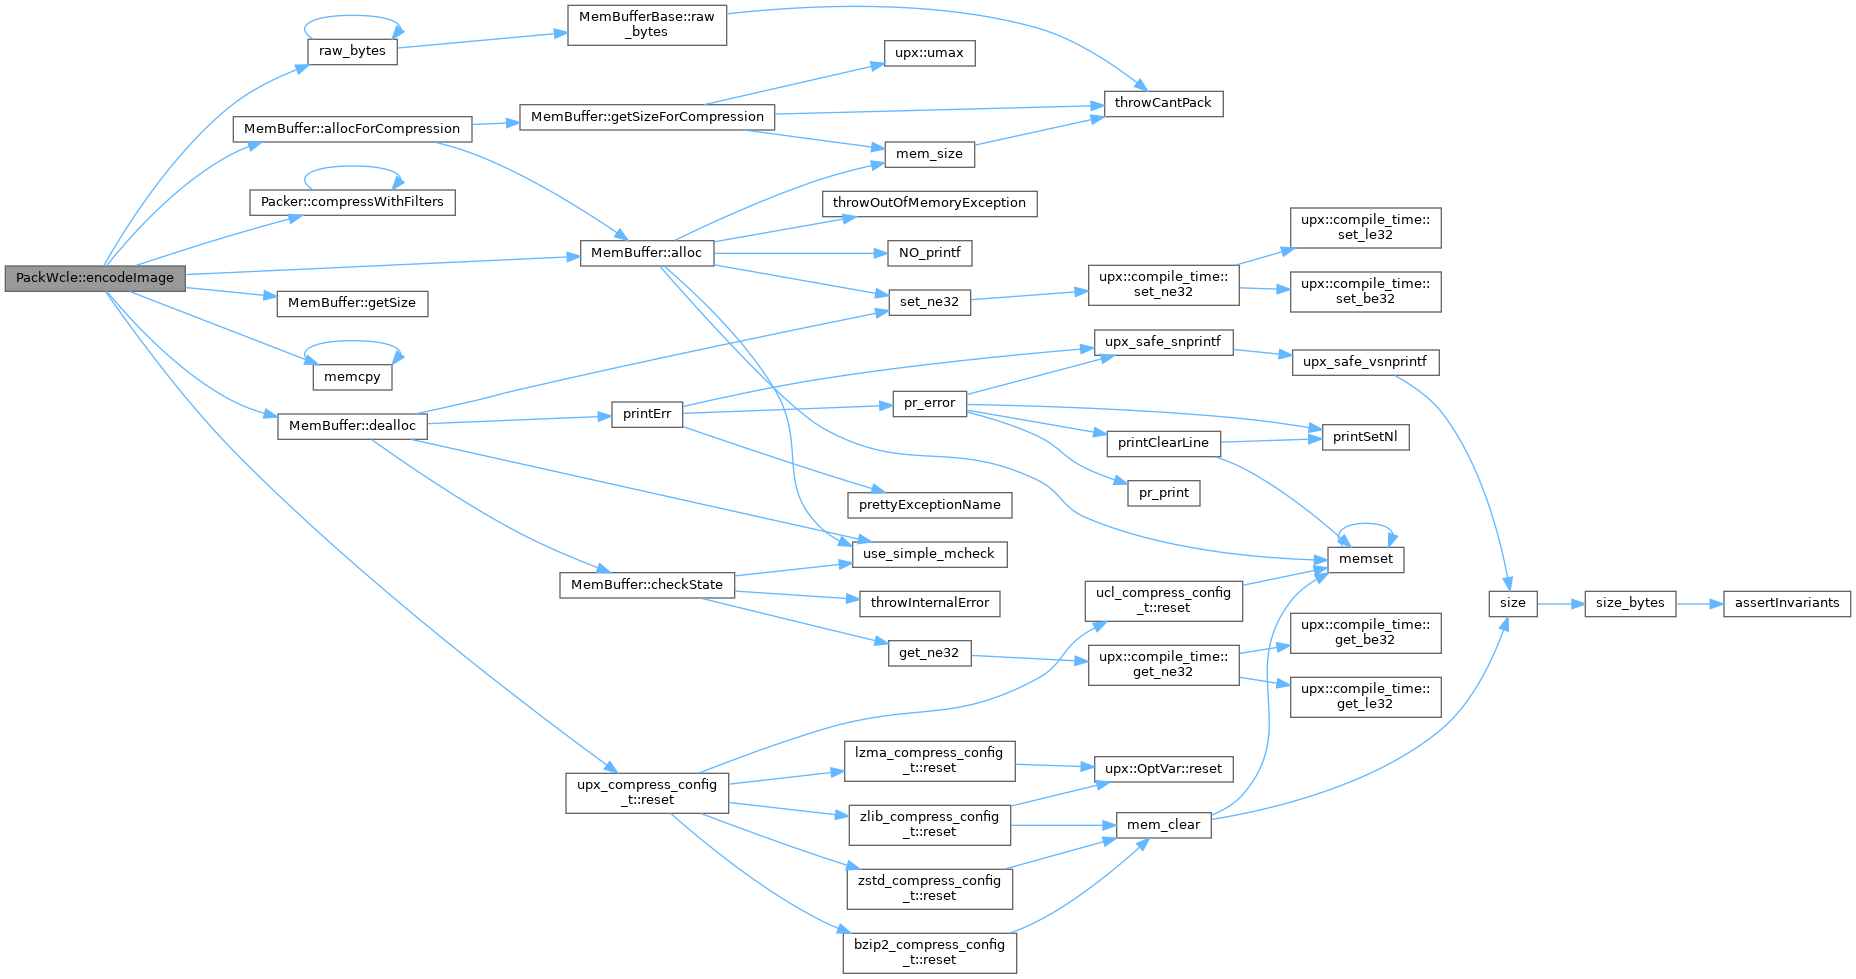 PackWcle::encodeImage
raw_bytes
MemBuffer::allocForCompression
Packer::compressWithFilters
MemBuffer::getSize
memcpy
MemBuffer::dealloc
MemBufferBase::raw
_bytes
MemBuffer::getSizeForCompression
MemBuffer::alloc
printErr
MemBuffer::checkState
upx_compress_config
_t::reset
upx::umax
mem_size
throwOutOfMemoryException
NO_printf
set_ne32
pr_error
prettyExceptionName
use_simple_mcheck
throwInternalError
get_ne32
lzma_compress_config
_t::reset
zlib_compress_config
_t::reset
zstd_compress_config
_t::reset
bzip2_compress_config
_t::reset
throwCantPack
upx::compile_time::
set_ne32
upx_safe_snprintf
printClearLine
pr_print
ucl_compress_config
_t::reset
upx::compile_time::
get_ne32
upx::OptVar::reset
mem_clear
upx::compile_time::
set_le32
upx::compile_time::
set_be32
upx_safe_vsnprintf
printSetNl
memset
upx::compile_time::
get_be32
upx::compile_time::
get_le32
size
size_bytes
assertInvariants